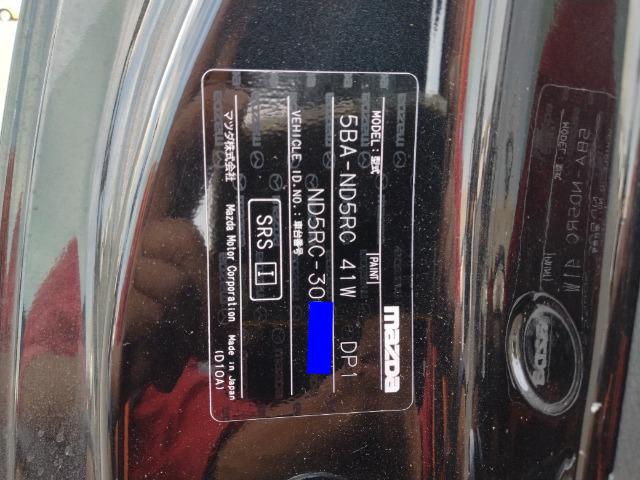 mazda
MODEL : 型式
PAINT
5BA-ND5RC 41W DP1
VEHICLE ID.NO. : 車台番号
ND5RC-30
SRS I
マツダ株式会社 Mazda Motor Corporation Made in Japan
(D10A)